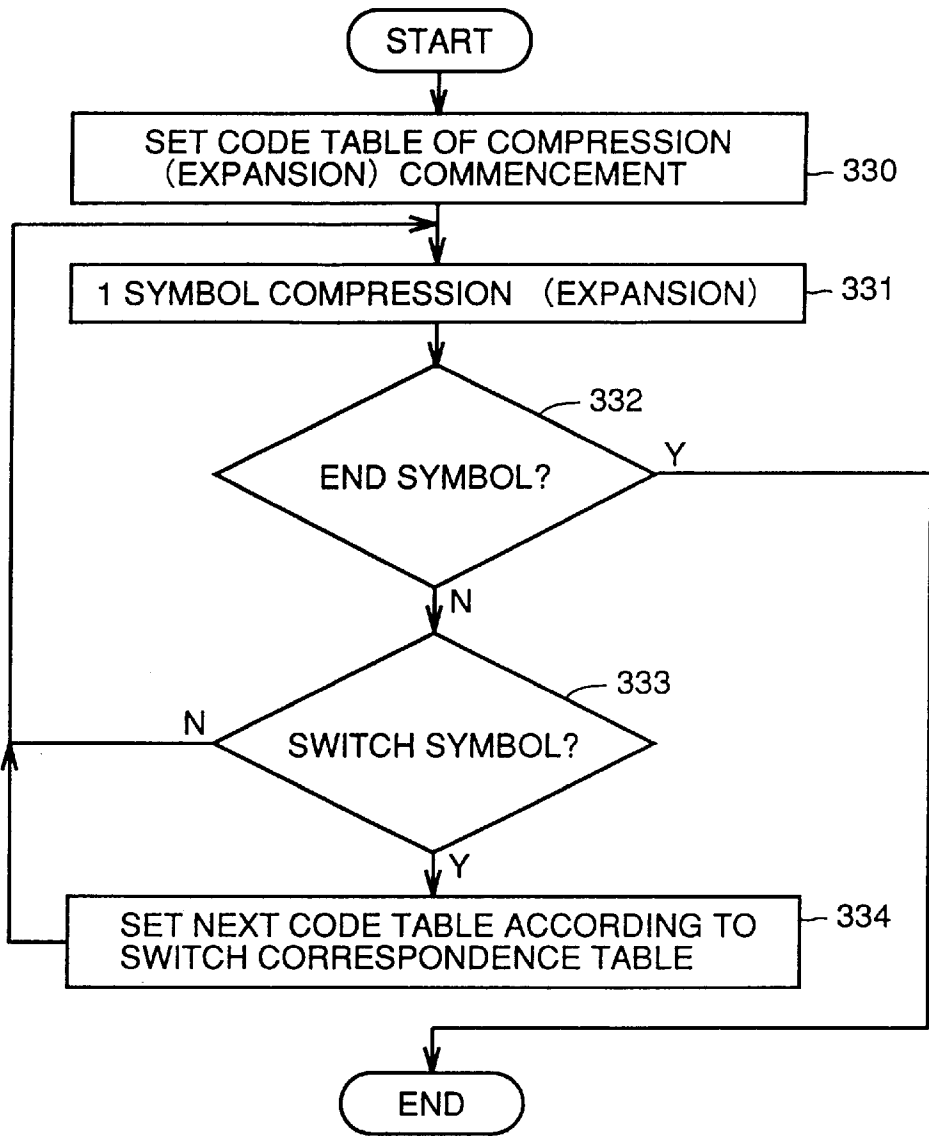 START
SET CODE TABLE OF COMPRESSION
(EXPANSION) COMMENCEMENT
330
1 SYMBOL COMPRESSION (EXPANSION)
331
332
END SYMBOL?
Y
N
333
N
SWITCH SYMBOL?
Y
SET NEXT CODE TABLE ACCORDING TO
SWITCH CORRESPONDENCE TABLE
334
END